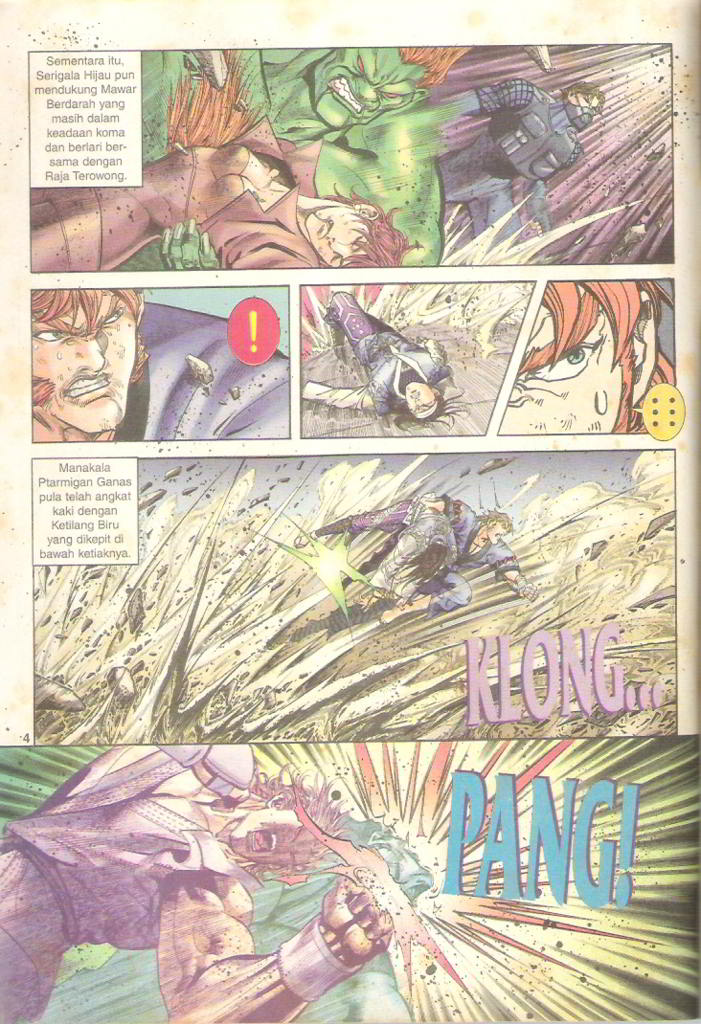 Sementara itu,
Serigala Hijau pun
mendukung Mawar
Berdarah yang
masih dalam
keadaan koma
dan berlari ber-
sama dengan
Raja Terowong.
!
Manakala
Ptarmigan Ganas
pula telah angkat
kaki dengan
Ketilang Biru
yang dikepit di
bawah ketiaknya.
KLONG...
4
PANG!